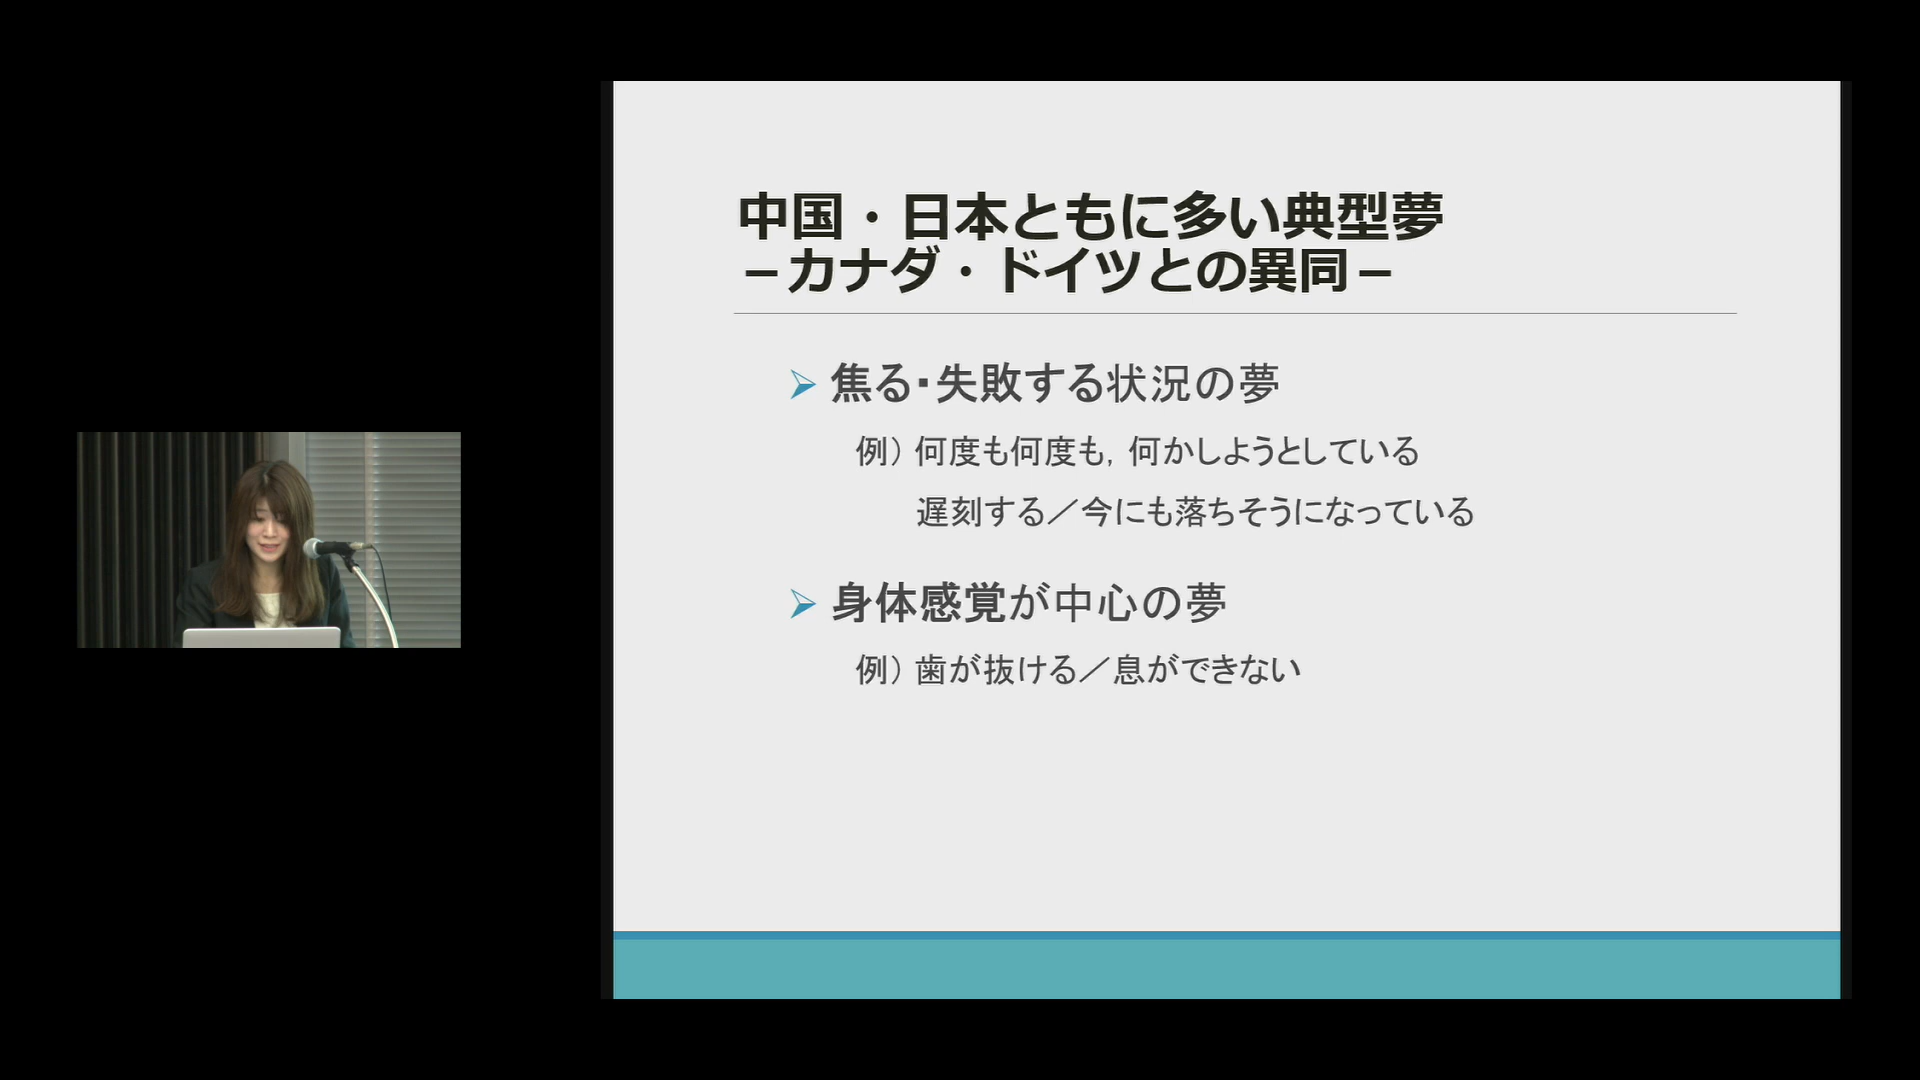 中国・日本ともに多い典型夢
－カナダ・ドイツとの異同－
焦る・失敗する状況の夢
例）何度も何度も，何かしようとしている
遅刻する／今にも落ちそうになっている
身体感覚が中心の夢
例）歯が抜ける／息ができない